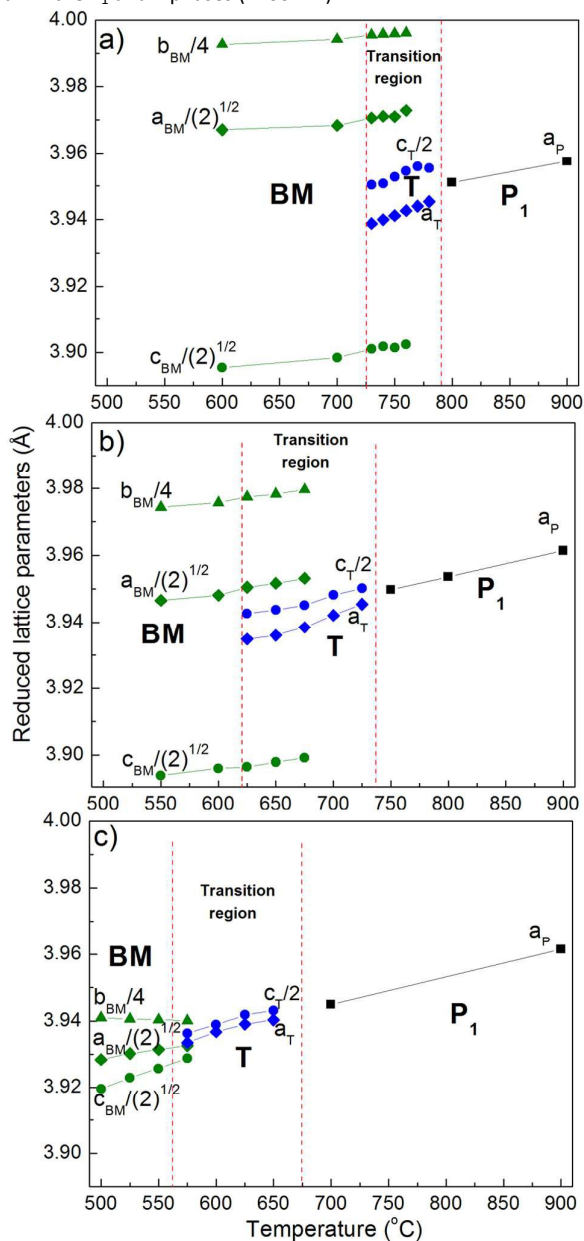 a)
4.00
3.98
3.96
3.94
3.92
3.90
b_BM/4
a_BM/(2)^1/2
c_BM/(2)^1/2
BM
Transition
region
c_T/2
T
a_T
a_P
P_1
500 550 600 650 700 750 800 850 900
b)
4.00
3.98
3.96
3.94
3.92
3.90
Reduced lattice parameters (Å)
b_BM/4
a_BM/(2)^1/2
c_BM/(2)^1/2
BM
Transition
region
c_T/2
a_T
T
a_P
P_1
500 550 600 650 700 750 800 850 900
c)
4.00
3.98
3.96
3.94
3.92
3.90
BM
b_BM/4
a_BM/(2)^1/2
c_BM/(2)^1/2
Transition
region
c_T/2
a_T
T
a_P
P_1
500 550 600 650 700 750 800 850 900
Temperature (°C)